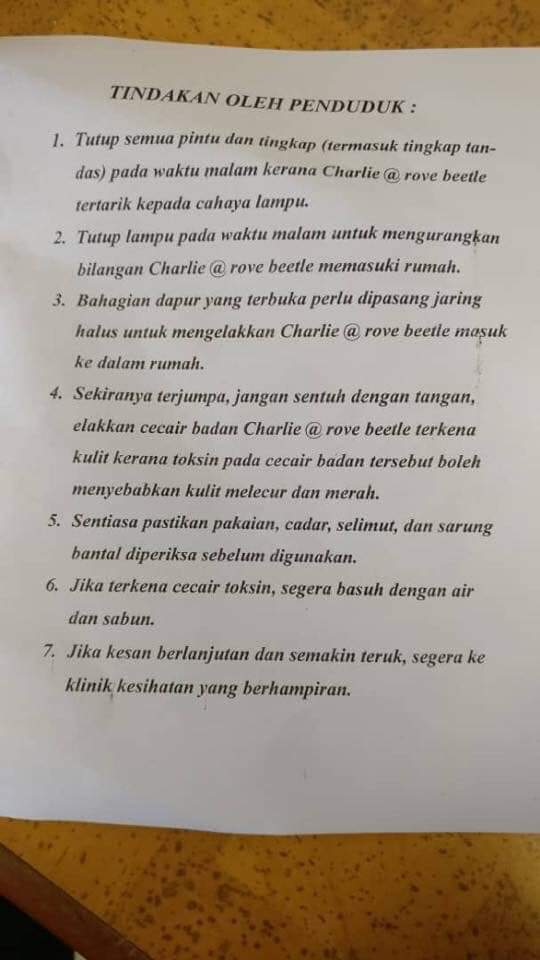 TINDAKAN OLEH PENDUDUK :
1. Tutup semua pintu dan tingkap (termasuk tingkap tan-
das) pada waktu malam kerana Charlie @ rove beetle
tertarik kepada cahaya lampu.
2. Tutup lampu pada waktu malam untuk mengurangkan
bilangan Charlie @ rove beetle memasuki rumah.
3. Bahagian dapur yang terbuka perlu dipasang jaring
halus untuk mengelakkan Charlie @ rove beetle masuk
ke dalam rumah.
4. Sekiranya terjumpa, jangan sentuh dengan tangan,
elakkan cecair badan Charlie @ rove beetle terkena
kulit kerana toksin pada cecair badan tersebut boleh
menyebabkan kulit melecur dan merah.
5. Sentiasa pastikan pakaian, cadar, selimut, dan sarung
bantal diperiksa sebelum digunakan.
6. Jika terkena cecair toksin, segera basuh dengan air
dan sabun.
7. Jika kesan berlanjutan dan semakin teruk, segera ke
klinik kesihatan yang berhampiran.